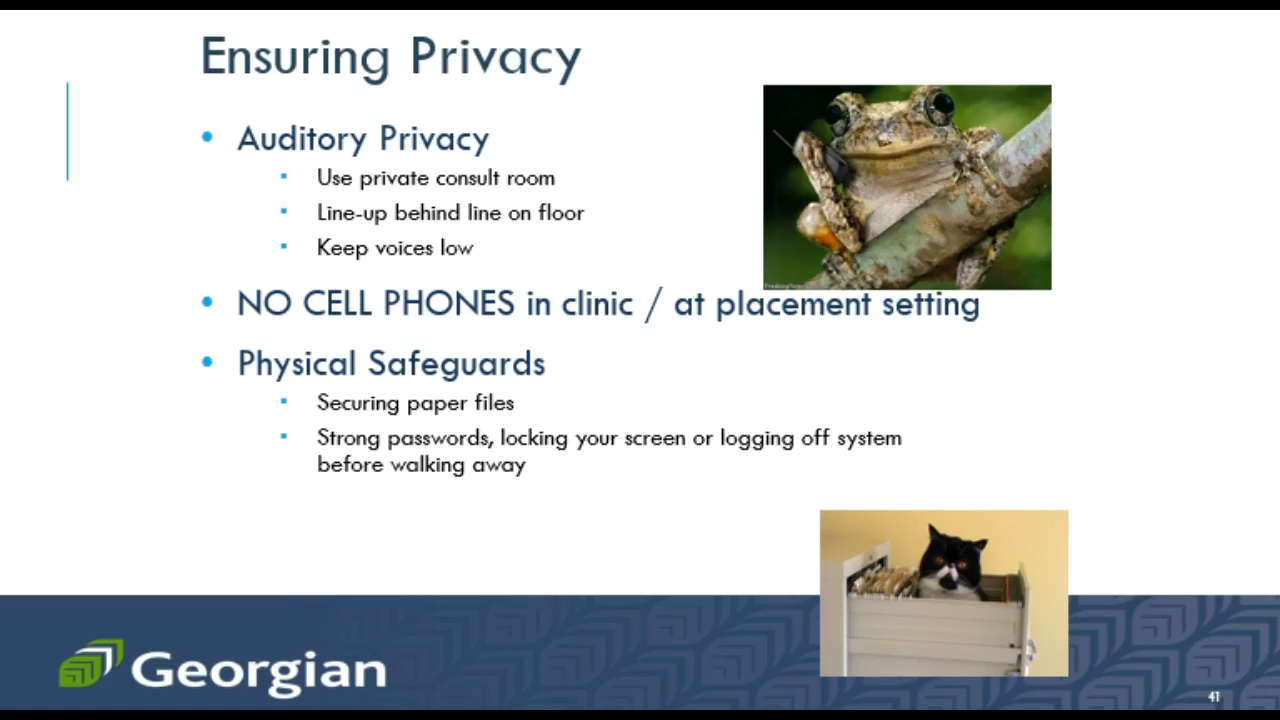 Ensuring Privacy
• Auditory Privacy
▪ Use private consult room
▪ Line-up behind line on floor
▪ Keep voices low
• NO CELL PHONES in clinic / at placement setting
• Physical Safeguards
▪ Securing paper files
▪ Strong passwords, locking your screen or logging off system
before walking away
Georgian
41